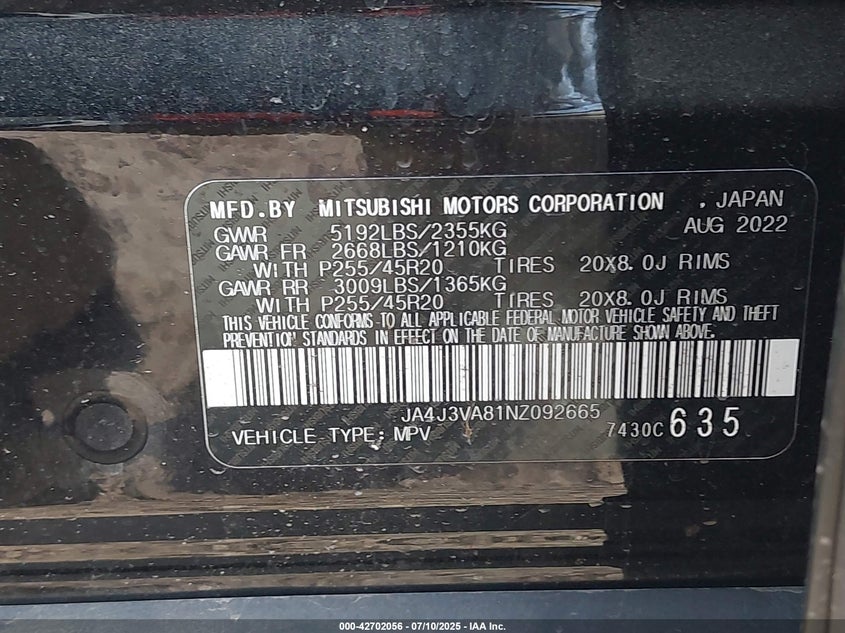 MFD.BY MITSUBISHI MOTORS CORPORATION , JAPAN
GVWR 5192LBS/2355KG AUG 2022
GAWR FR 2668LBS/1210KG
WITH P255/45R20 TIRES 20X8.0J RIMS
GAWR RR 3009LBS/1365KG
WITH P255/45R20 TIRES 20X8.0J RIMS
THIS VEHICLE CONFORMS TO ALL APPLICABLE FEDERAL MOTOR VEHICLE SAFETY AND THEFT
PREVENTION STANDARDS IN EFFECT ON THE DATE OF MANUFACTURE SHOWN ABOVE.
JA4J3VA81NZ092665
VEHICLE TYPE: MPV 7430C 635
000-42702056 - 07/10/2025 - IAA Inc.